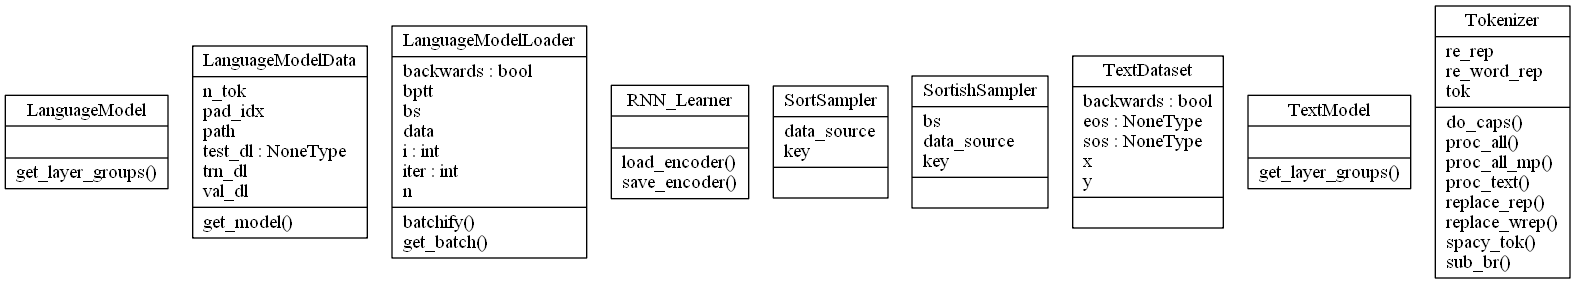 LanguageModel
get_layer_groups()
LanguageModelData
n_tok
pad_idx
path
test_dl : NoneType
trn_dl
val_dl
get_model()
LanguageModelLoader
backwards : bool
bptt
bs
data
i : int
iter : int
n
batchify()
get_batch()
RNN_Learner
load_encoder()
save_encoder()
SortSampler
data_source
key
SortishSampler
bs
data_source
key
TextDataset
backwards : bool
eos : NoneType
sos : NoneType
x
y
TextModel
get_layer_groups()
Tokenizer
re_rep
re_word_rep
tok
do_caps()
proc_all()
proc_all_mp()
proc_text()
replace_rep()
replace_wrep()
spacy_tok()
sub_br()